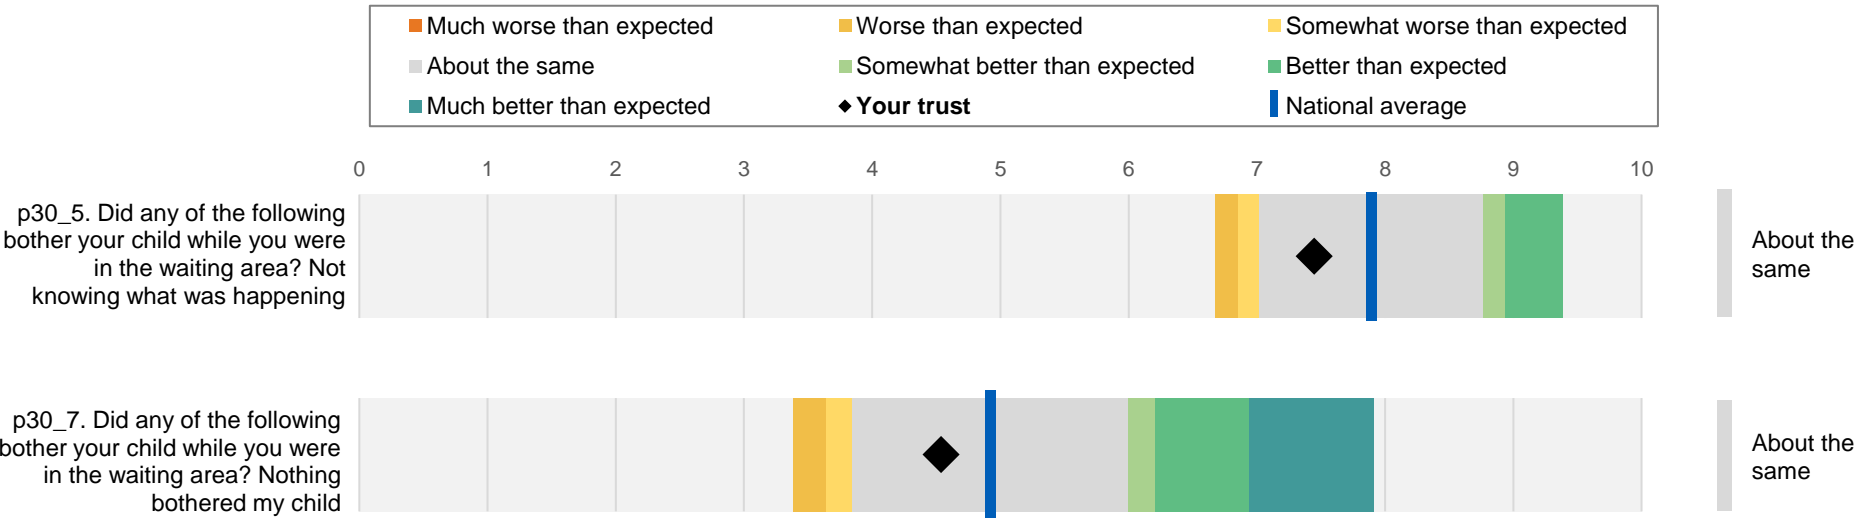 Much worse than expected
Worse than expected
Somewhat worse than expected
About the same
Somewhat better than expected
Better than expected
Much better than expected
Your trust
National average
0 1 2 3 4 5 6 7 8 9 10
p30_5. Did any of the following
bother your child while you were
in the waiting area? Not
knowing what was happening
About the
same
p30_7. Did any of the following
bother your child while you were
in the waiting area? Nothing
bothered my child
About the
same